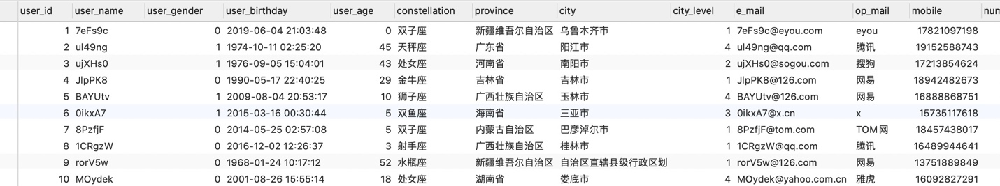 user_id user_name user_gender user_birthday user_age constellation province city city_level e_mail op_mail mobile num
1 7eFs9c 0 2019-06-04 21:03:48 0 双子座 新疆维吾尔自治区 乌鲁木齐市 1 7eFs9c@eyou.com eyou 17821097198
2 ul49ng 1 1974-10-11 02:25:20 45 天秤座 广东省 阳江市 4 ul49ng@qq.com 腾讯 19152588743
3 ujXHs0 1 1976-09-05 15:04:01 43 处女座 河南省 南阳市 2 ujXHs0@sogou.com 搜狗 17213854624
4 JlpPK8 0 1990-05-17 22:40:25 29 金牛座 吉林省 吉林市 1 JlpPK8@126.com 网易 18942482673
5 BAYUtv 1 2009-08-04 20:53:17 10 狮子座 广西壮族自治区 玉林市 4 BAYUtv@126.com 网易 16888868751
6 0ikxA7 1 2015-03-16 00:30:44 5 双鱼座 海南省 三亚市 3 0ikxA7@x.cn x 15735117618
7 8PzfjF 0 2014-05-25 02:57:08 5 双子座 内蒙古自治区 巴彦淖尔市 1 8PzfjF@tom.com TOM网 18457438017
8 1CRgzW 0 2016-12-02 12:26:37 3 射手座 广西壮族自治区 桂林市 1 1CRgzW@qq.com 腾讯 16489944641
9 rorV5w 0 1968-01-24 10:17:12 52 水瓶座 新疆维吾尔自治区 自治区直辖县级行政区划 1 rorV5w@126.com 网易 13751889849
10 MOydek 0 2001-08-26 15:55:14 18 处女座 湖南省 娄底市 4 MOydek@yahoo.com.cn 雅虎 16092827291